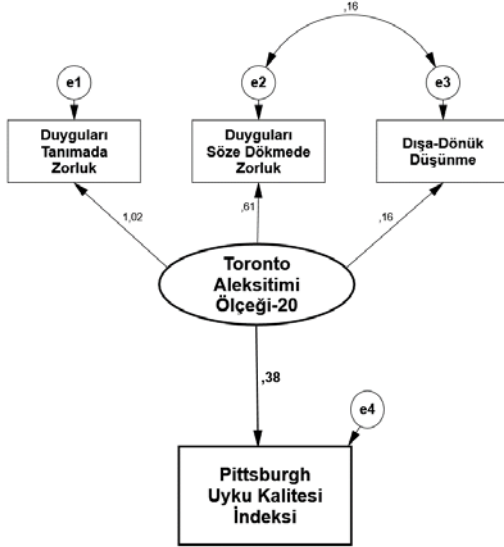 ,16
e1
e2
e3
Duyguları
Tanımada
Zorluk
Duyguları
Söze Dökmede
Zorluk
Dışa-Dönük
Düşünme
1,02
,61
,16
Toronto
Aleksitimi
Ölçeği-20
,38
e4
Pittsburgh
Uyku Kalitesi
İndeksi